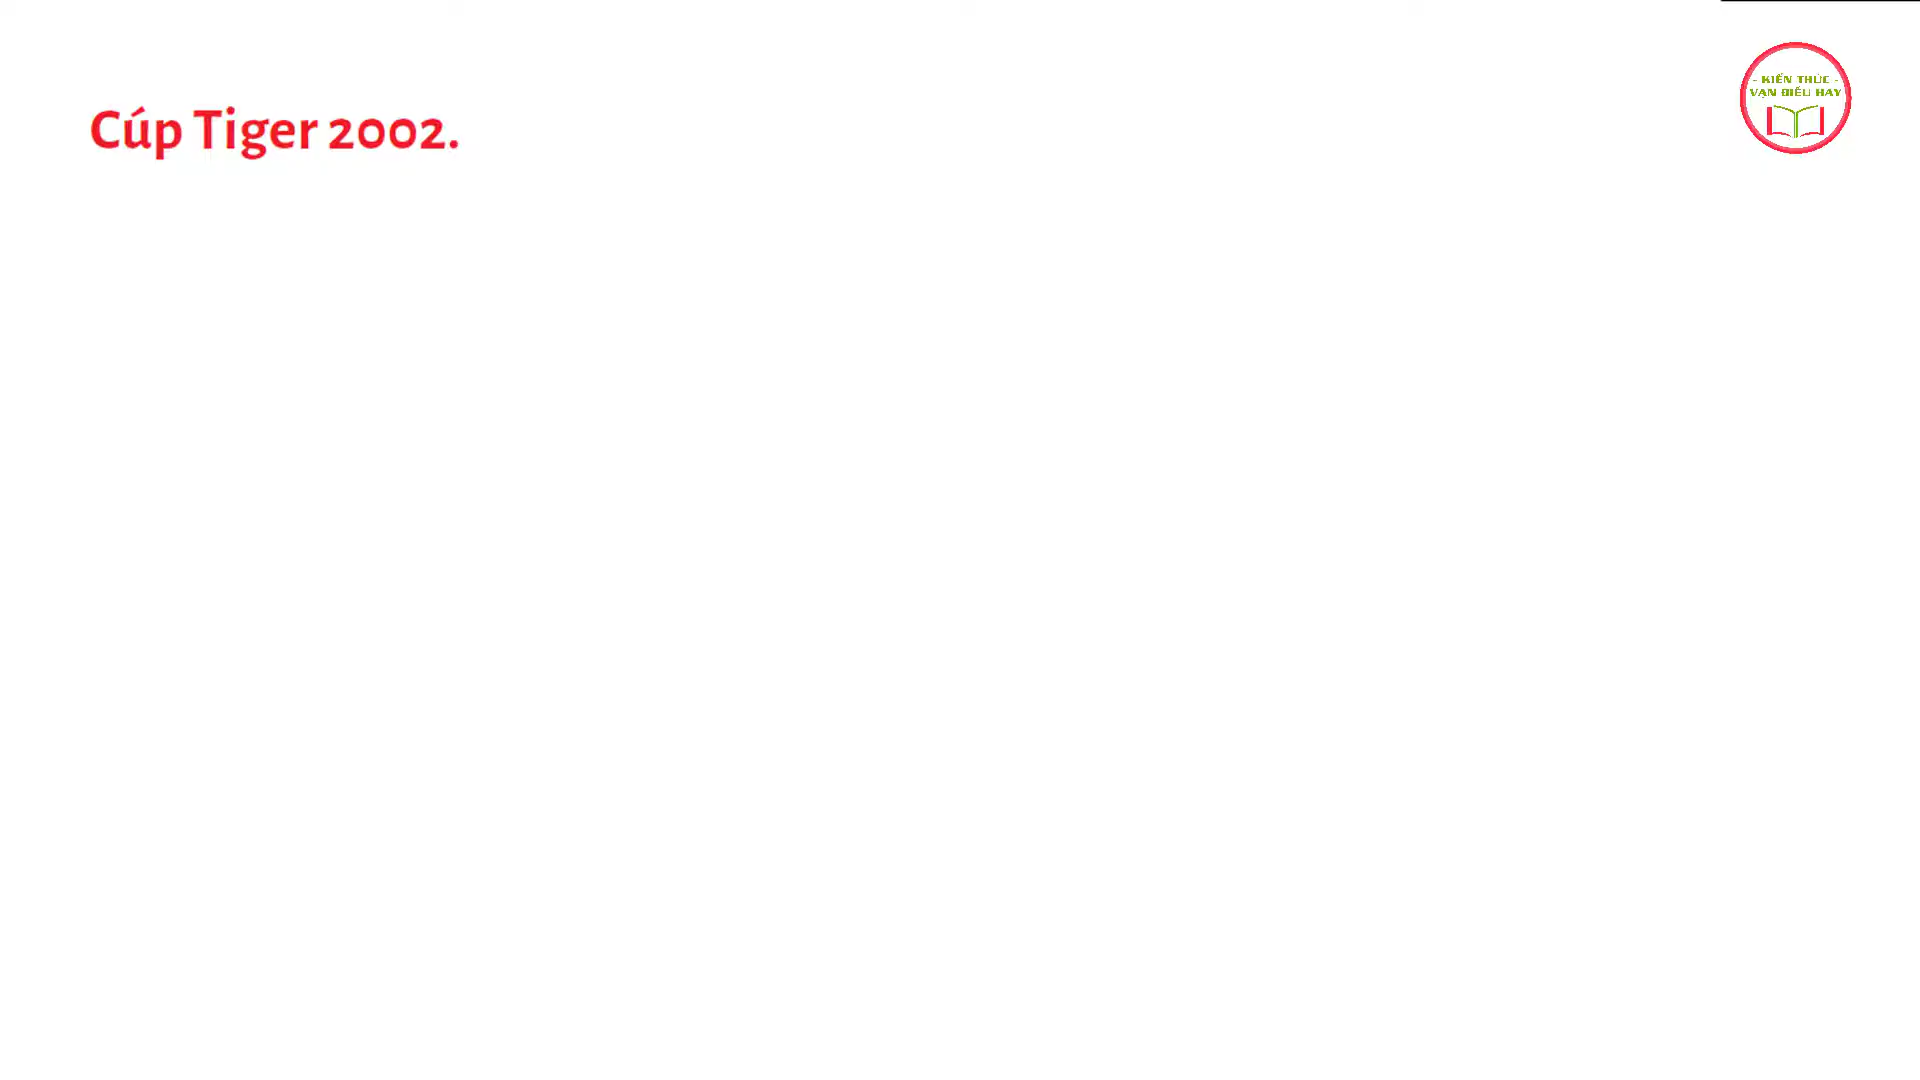 Cúp Tiger 2002.
- KIẾN THỨC -
VẠN ĐIỀU HAY